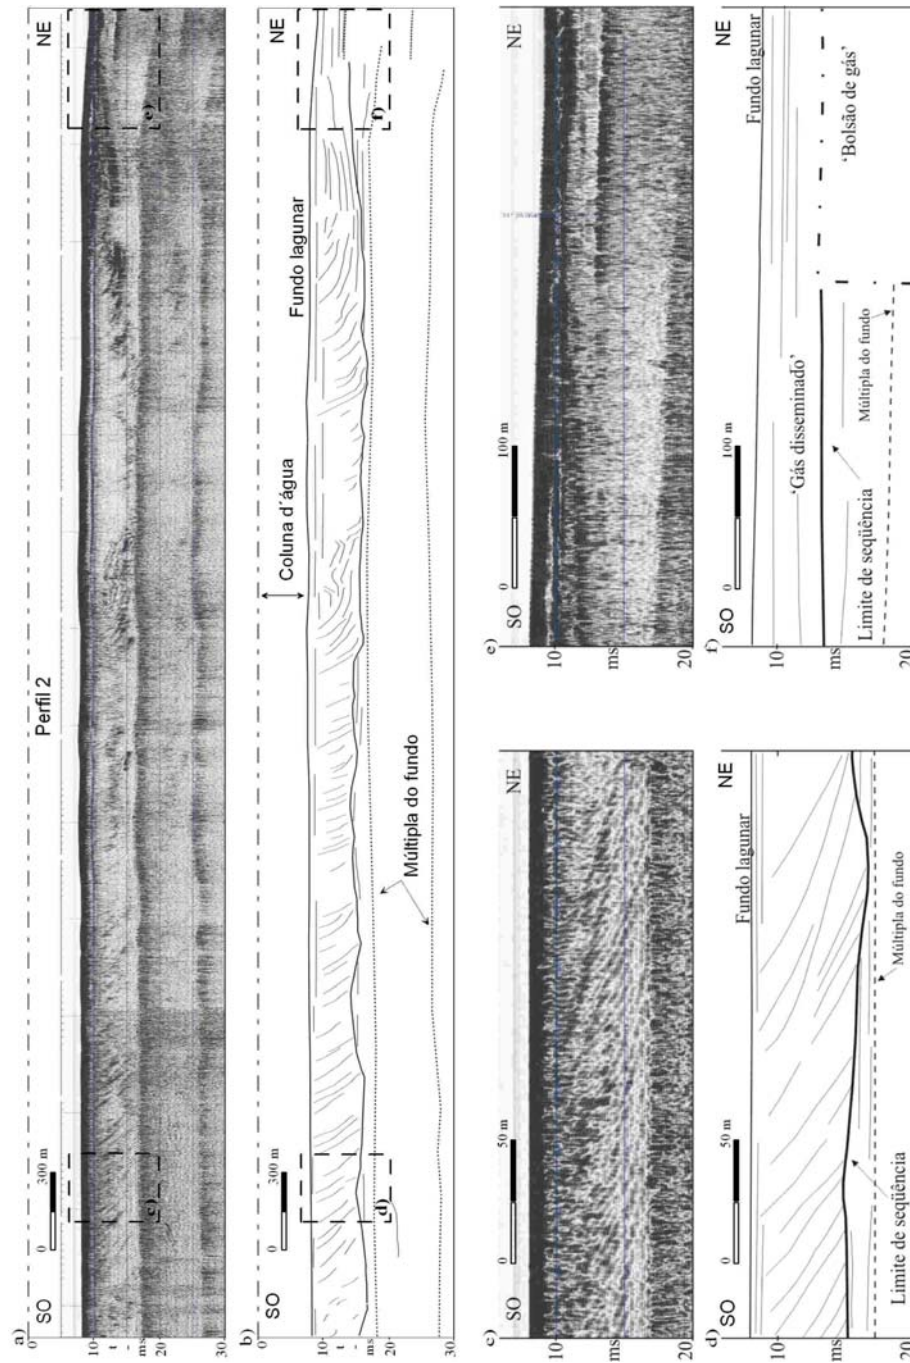 Perfil 2
a)
SO
NE
0
300 m
0
10
ms
20
30
c)
e)
b)
SO
NE
0
300 m
0
10
ms
20
30
Coluna d´água
Fundo lagunar
Múltipla do fundo
d)
f)
c)
SO
NE
0
50 m
10
ms
20
d)
SO
NE
0
50 m
Fundo lagunar
10
ms
20
Limite de seqüência
Múltipla do fundo
e)
SO
NE
0
100 m
10
ms
20
f)
SO
NE
0
100 m
Fundo lagunar
10
ms
20
'Gás disseminado'
'Bolsão de gás'
Limite de seqüência
Múltipla do fundo